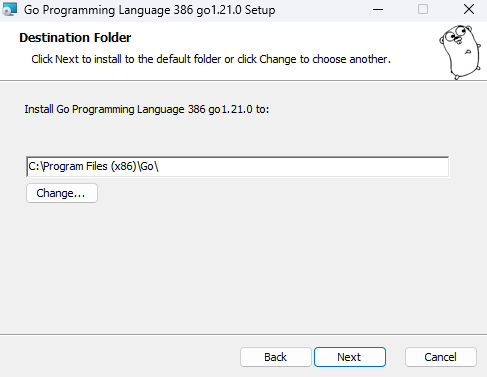 Go Programming Language 386 go1.21.0 Setup
Destination Folder
Click Next to install to the default folder or click Change to choose another.
Install Go Programming Language 386 go1.21.0 to:
C:\Program Files (x86)\Go\
Change...
Back Next Cancel